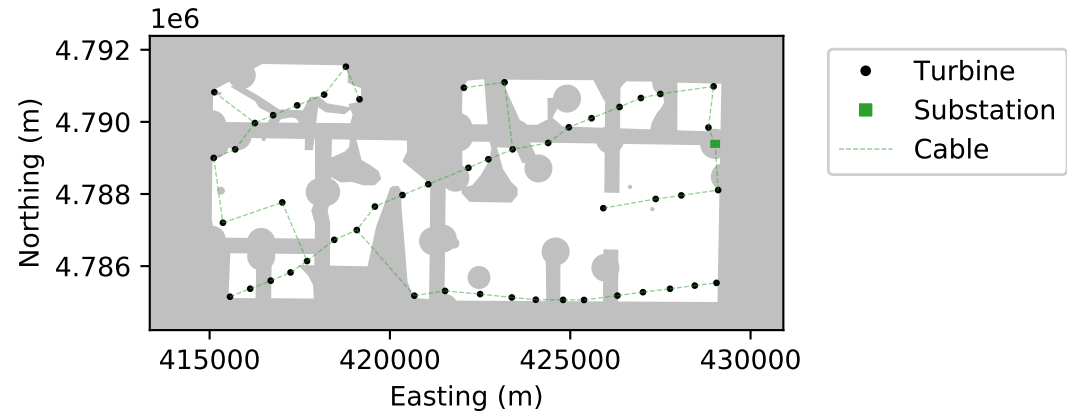 1e6
4.792
4.790
4.788
4.786
Northing (m)
415000 420000 425000 430000
Easting (m)
Turbine
Substation
Cable